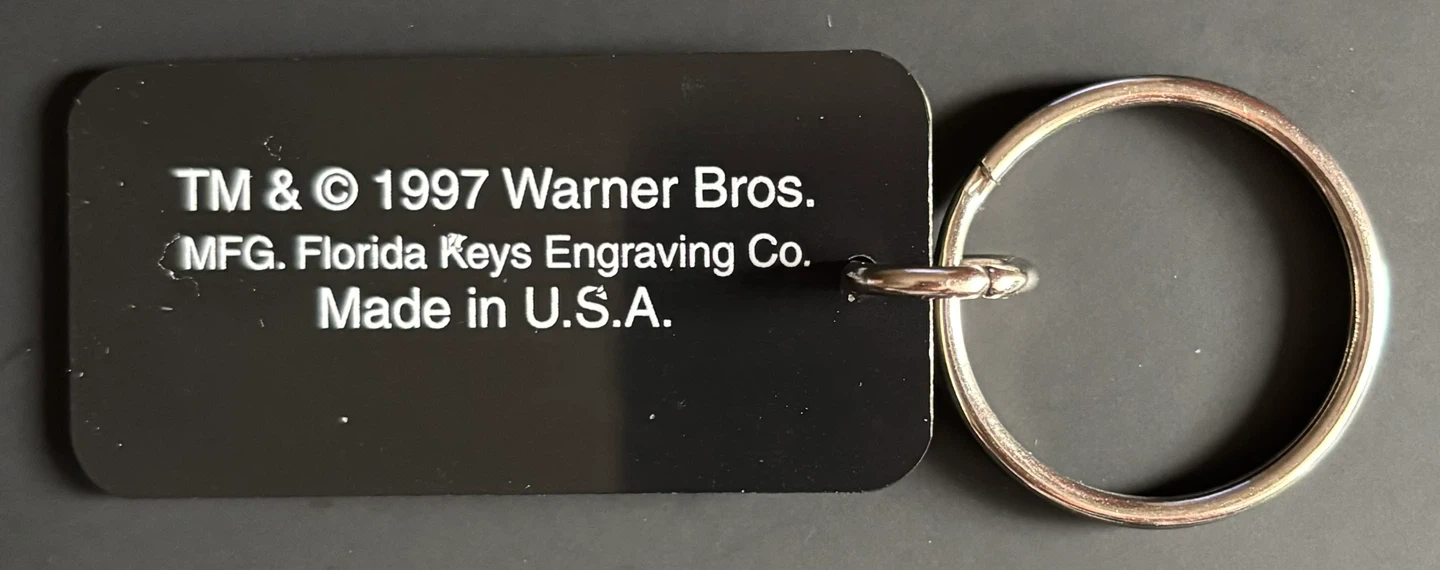 TM & © 1997 Warner Bros.
MFG. Florida Keys Engraving Co.
Made in U.S.A.